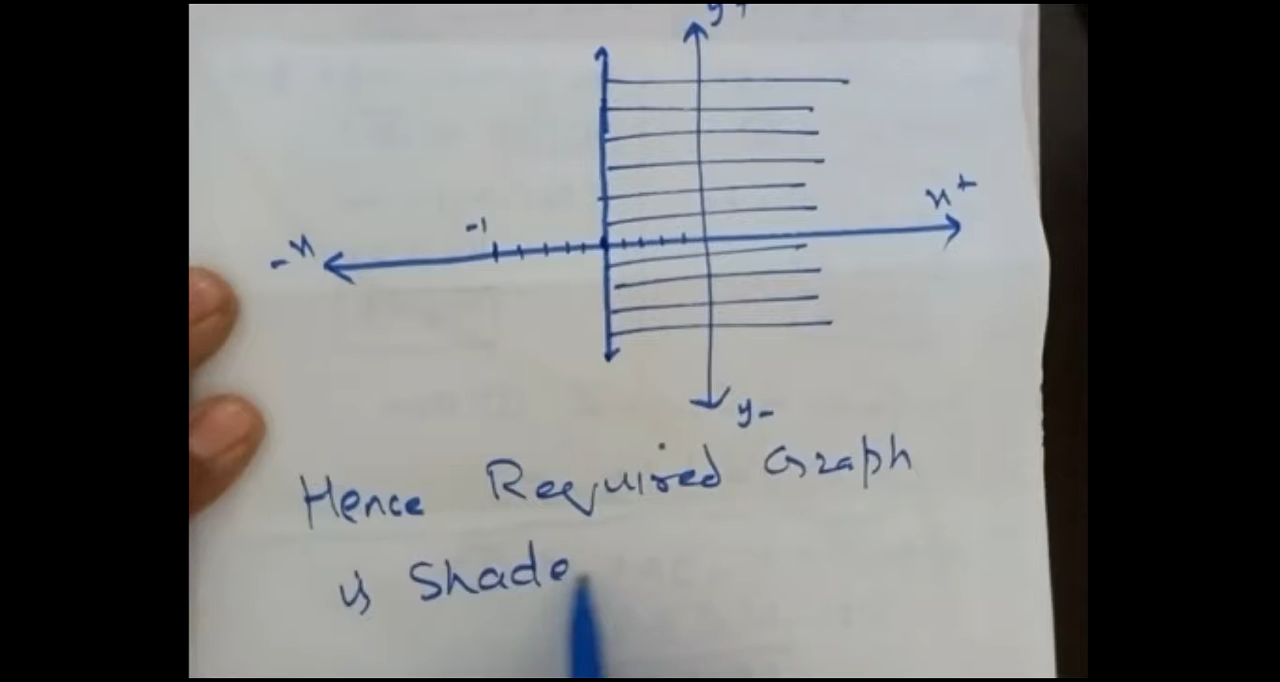 y+
x+
-1
-x
y-
Hence Required Graph
is Shade